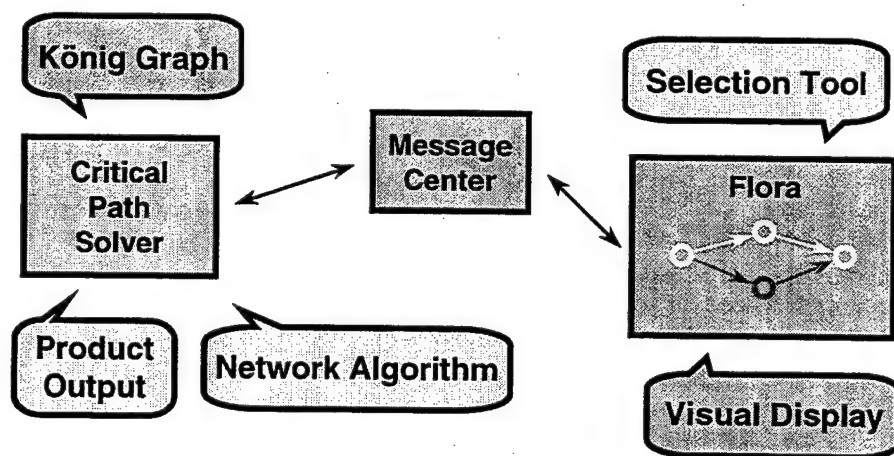 König Graph
Selection Tool
Message
Center
Critical
Path
Solver
Flora
Product
Output
Network Algorithm
Visual Display